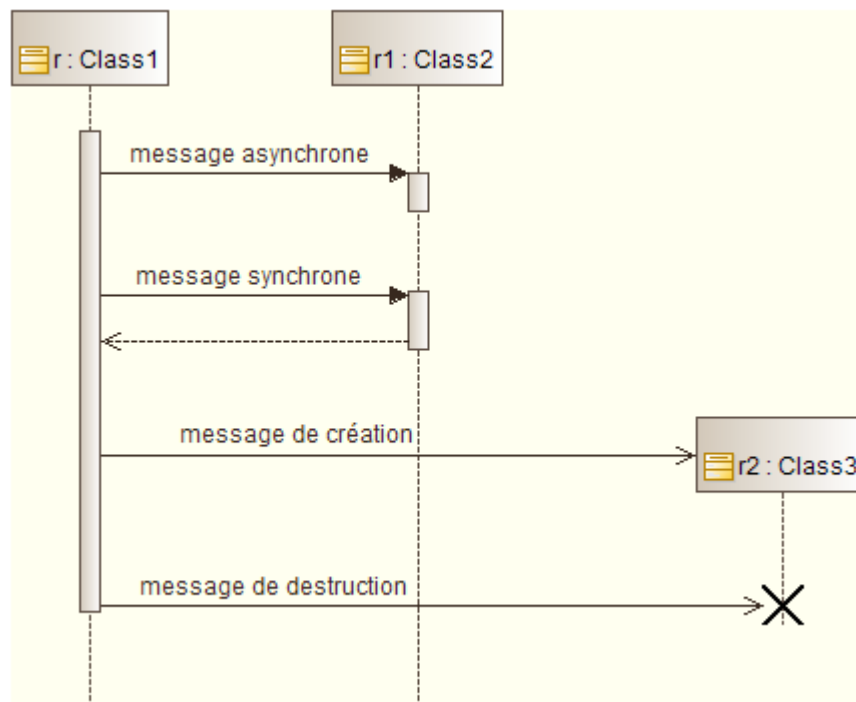 r : Class1
r1 : Class2
message asynchrone
message synchrone
message de création
r2 : Class3
message de destruction